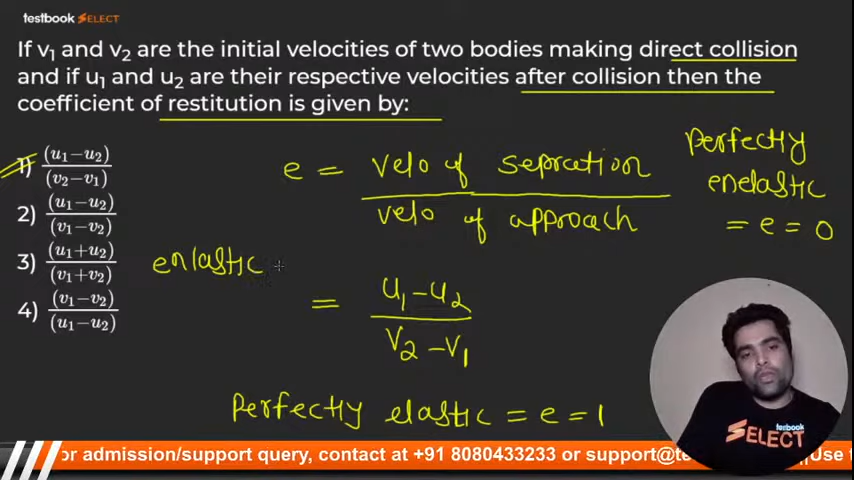 testbook SELECT
If v₁ and v₂ are the initial velocities of two bodies making direct collision
and if u₁ and u₂ are their respective velocities after collision then the
coefficient of restitution is given by:
1) (u₁−u₂)/(v₂−v₁)
2) (u₁−u₂)/(v₁−v₂)
3) (u₁+u₂)/(v₁+v₂)
4) (v₁−v₂)/(u₁−u₂)
e = velo of sepration / velo of approach
= u₁−u₂ / v₂−v₁
Perfectly elastic = e = 1
enlastic
Perfectly
enelastic
= e = 0
testbook
SELECT
or admission/support query, contact at +91 8080433233 or support@te
Use t